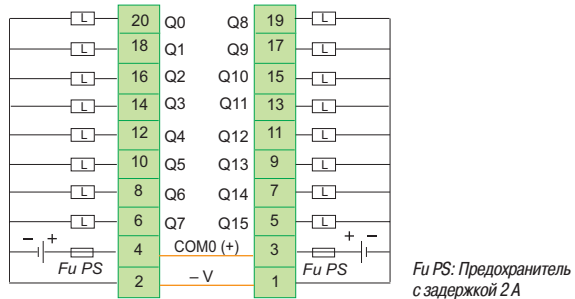 L 20 Q0 Q8 19 L
L 18 Q1 Q9 17 L
L 16 Q2 Q10 15 L
L 14 Q3 Q11 13 L
L 12 Q4 Q12 11 L
L 10 Q5 Q13 9 L
L 8 Q6 Q14 7 L
L 6 Q7 Q15 5 L
– + 4 COM0 (+) 3 + –
Fu PS Fu PS
2 – V 1
Fu PS: Предохранитель
с задержкой 2 А